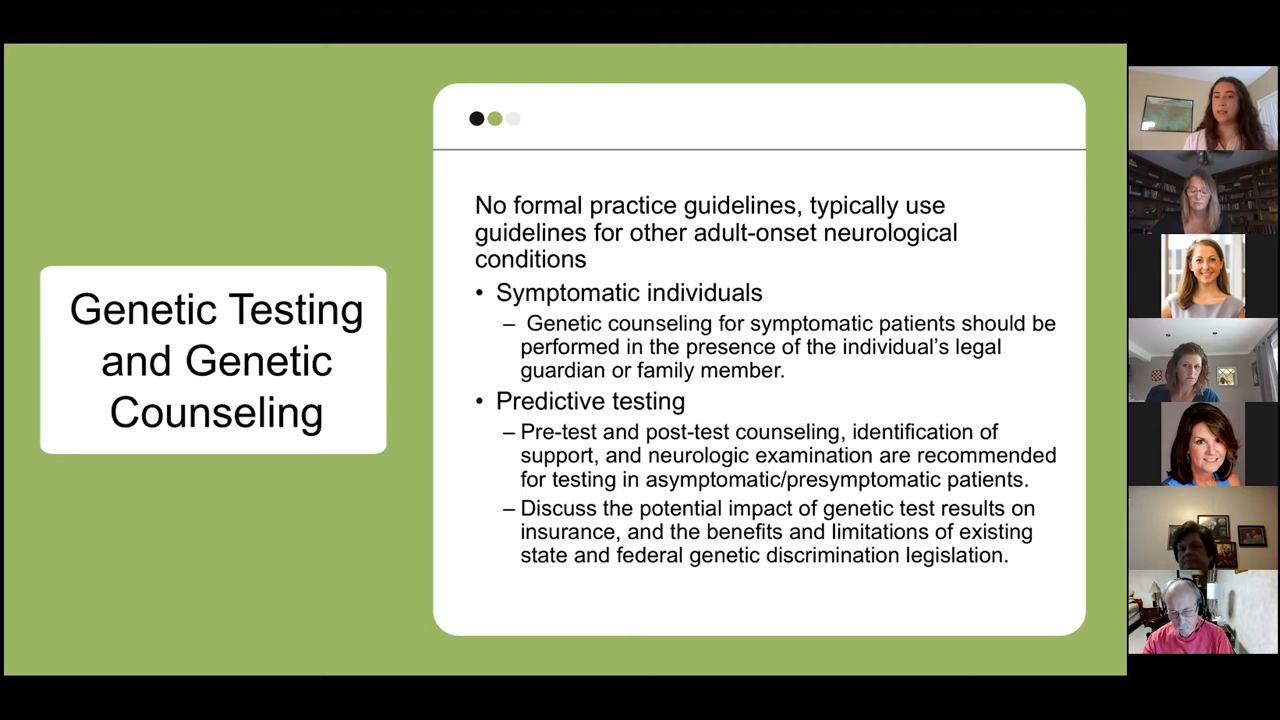 Genetic Testing
and Genetic
Counseling
No formal practice guidelines, typically use
guidelines for other adult-onset neurological
conditions
• Symptomatic individuals
– Genetic counseling for symptomatic patients should be
performed in the presence of the individual’s legal
guardian or family member.
• Predictive testing
– Pre-test and post-test counseling, identification of
support, and neurologic examination are recommended
for testing in asymptomatic/presymptomatic patients.
– Discuss the potential impact of genetic test results on
insurance, and the benefits and limitations of existing
state and federal genetic discrimination legislation.